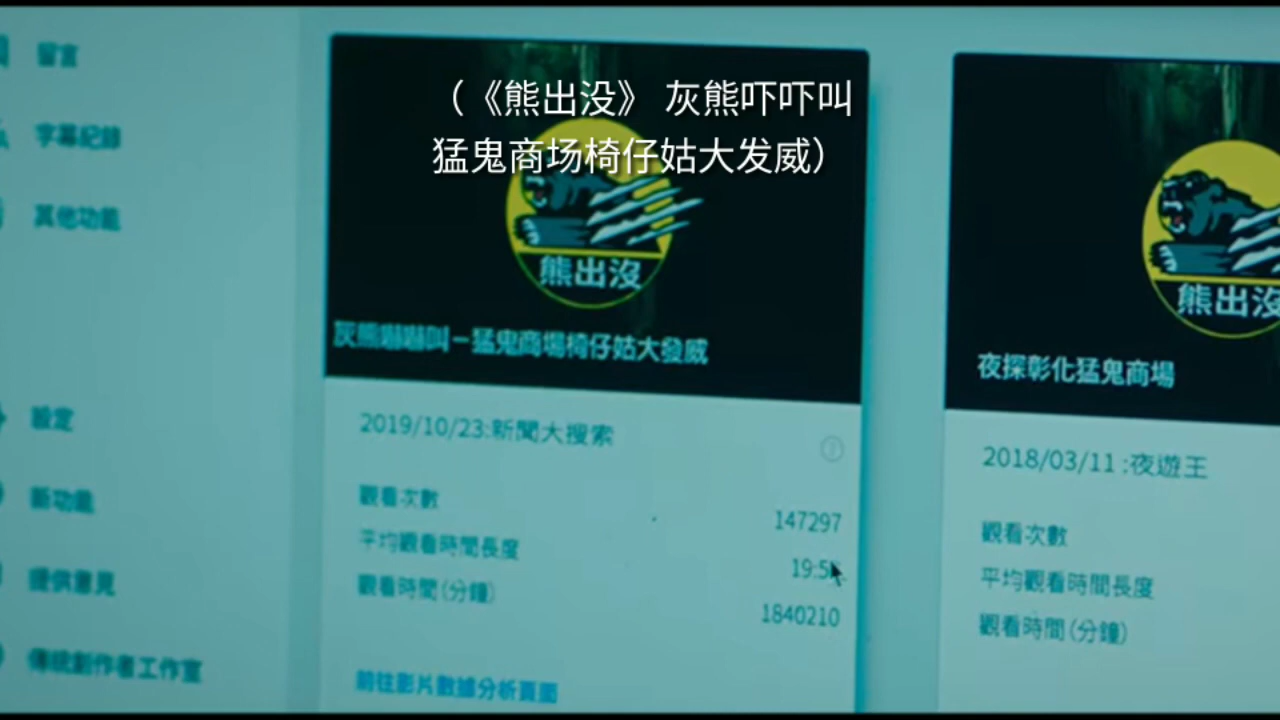 留言
字幕紀錄
其他功能
設定
新功能
提供意見
傳統創作者工作室
（《熊出没》 灰熊吓吓叫
猛鬼商场椅仔姑大发威）
熊出沒
灰熊嚇嚇叫－猛鬼商場椅仔姑大發威
2019/10/23:新聞大搜索
觀看次數 147297
平均觀看時間長度 19:5
觀看時間(分鐘) 1840210
前往影片數據分析頁面
熊出沒
夜探彰化猛鬼商場
2018/03/11 :夜遊王
觀看次數
平均觀看時間長度
觀看時間(分鐘)